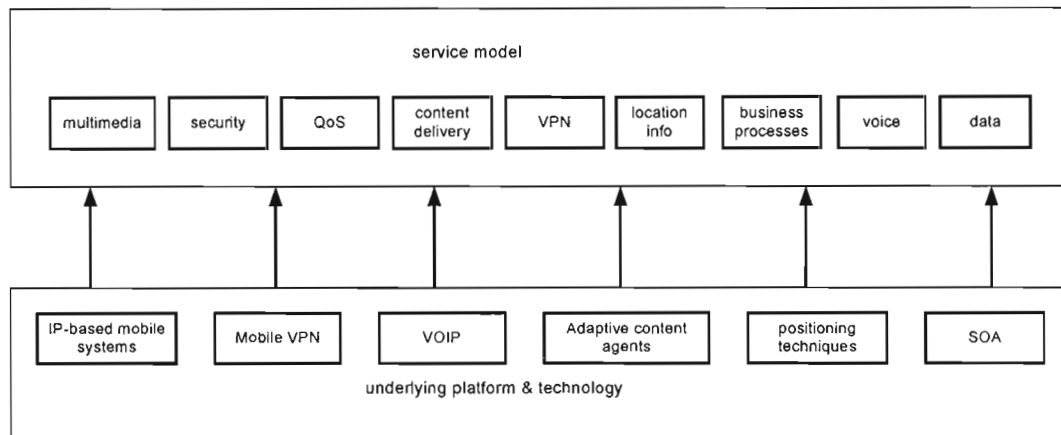 service model
multimedia
security
QoS
content
delivery
VPN
location
info
business
processes
voice
data
IP-based mobile
systems
Mobile VPN
VOIP
Adaptive content
agents
positioning
techniques
SOA
underlying platform & technology